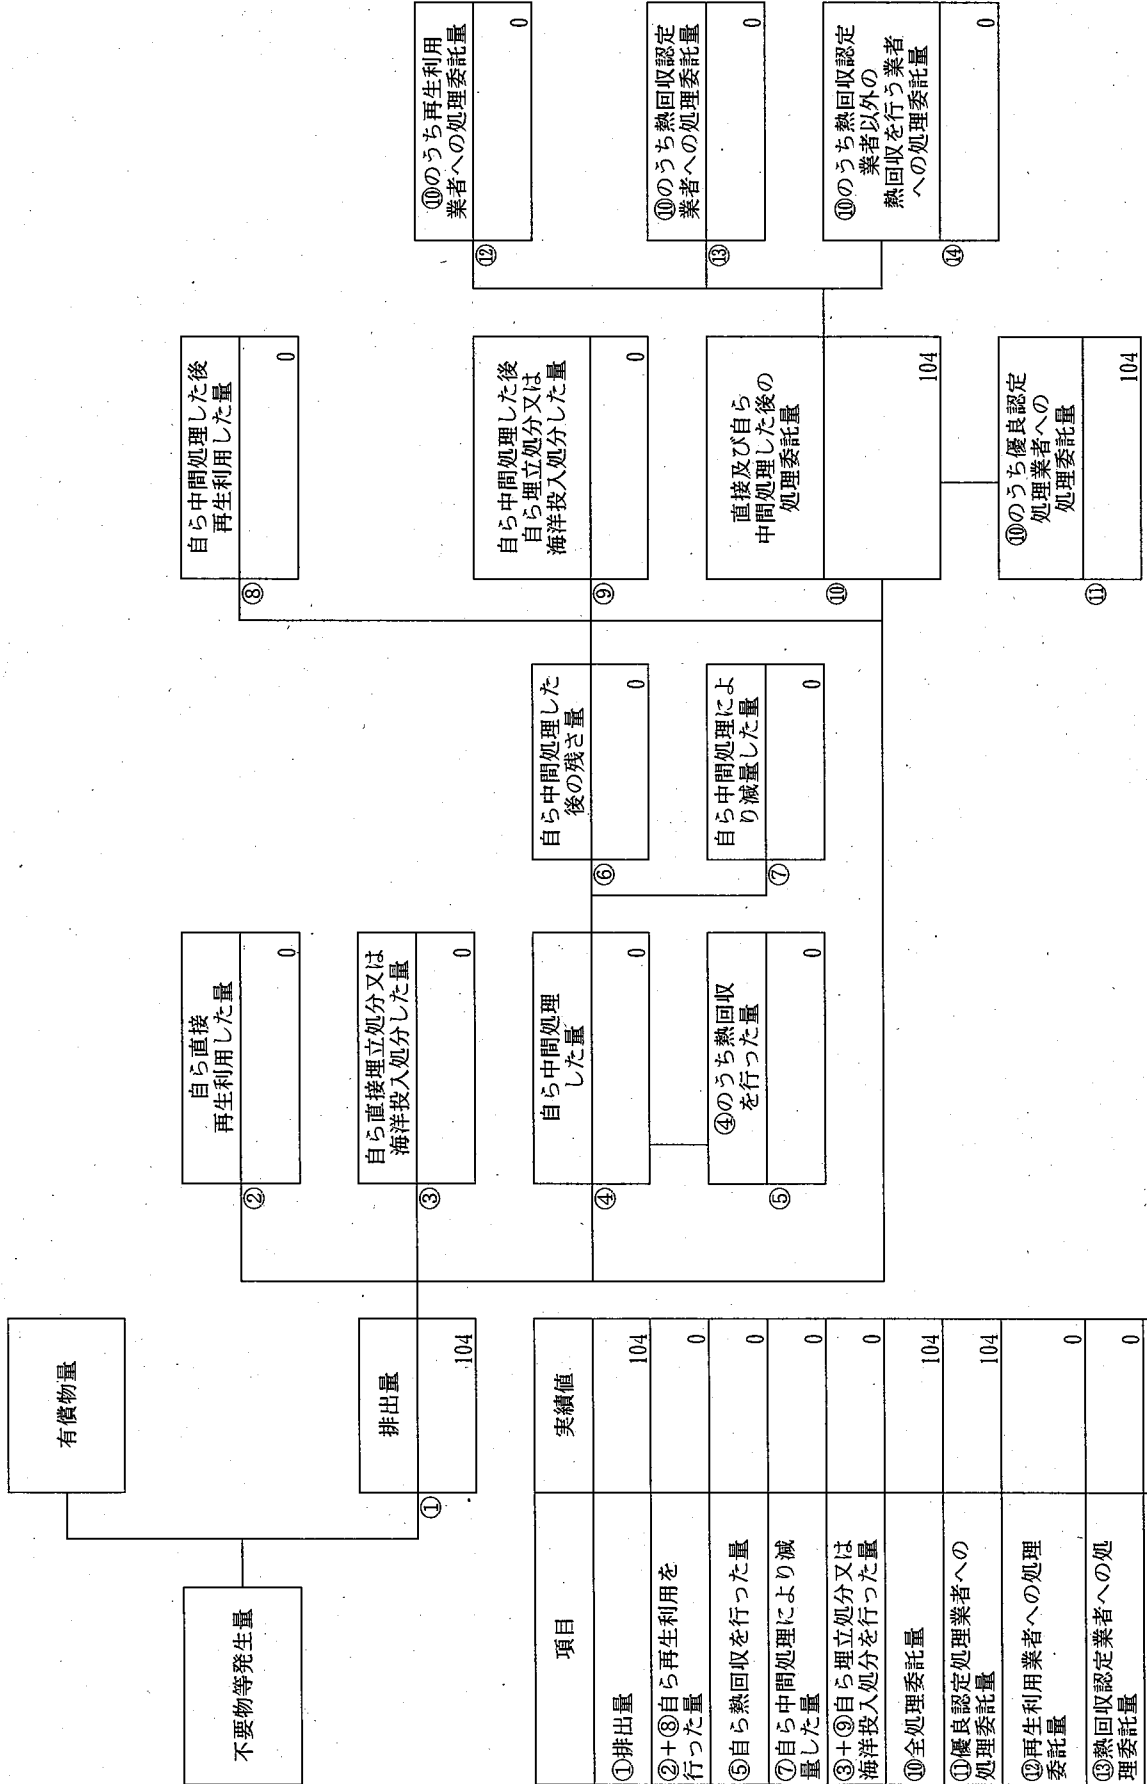 不要物等発生量
有償物量
排出量
①
104
自ら直接
再生利用した量
②
0
自ら直接埋立処分又は
海洋投入処分した量
③
0
自ら中間処理
した量
④
0
④のうち熱回収
を行った量
⑤
0
自ら中間処理した
後の残さ量
⑥
0
自ら中間処理によ
り減量した量
⑦
0
自ら中間処理した後
再生利用した量
⑧
0
自ら中間処理した後
自ら埋立処分又は
海洋投入処分した量
⑨
0
直接及び自ら
中間処理した後の
処理委託量
⑩
104
⑩のうち優良認定
処理業者への
処理委託量
⑪
104
⑩のうち再生利用
業者への処理委託量
⑫
0
⑩のうち熱回収認定
業者への処理委託量
⑬
0
⑩のうち熱回収認定
業者以外の
熱回収を行う業者
への処理委託量
⑭
0
項目 実績値
①排出量 104
②+⑧自ら再生利用を
行った量 0
⑤自ら熱回収を行った量 0
⑦自ら中間処理により減
量した量 0
③+⑨自ら埋立処分又は
海洋投入処分を行った量 0
⑩全処理委託量 104
⑪優良認定処理業者への
処理委託量 104
⑫再生利用業者への処理
委託量 0
⑬熱回収認定業者への処
理委託量 0